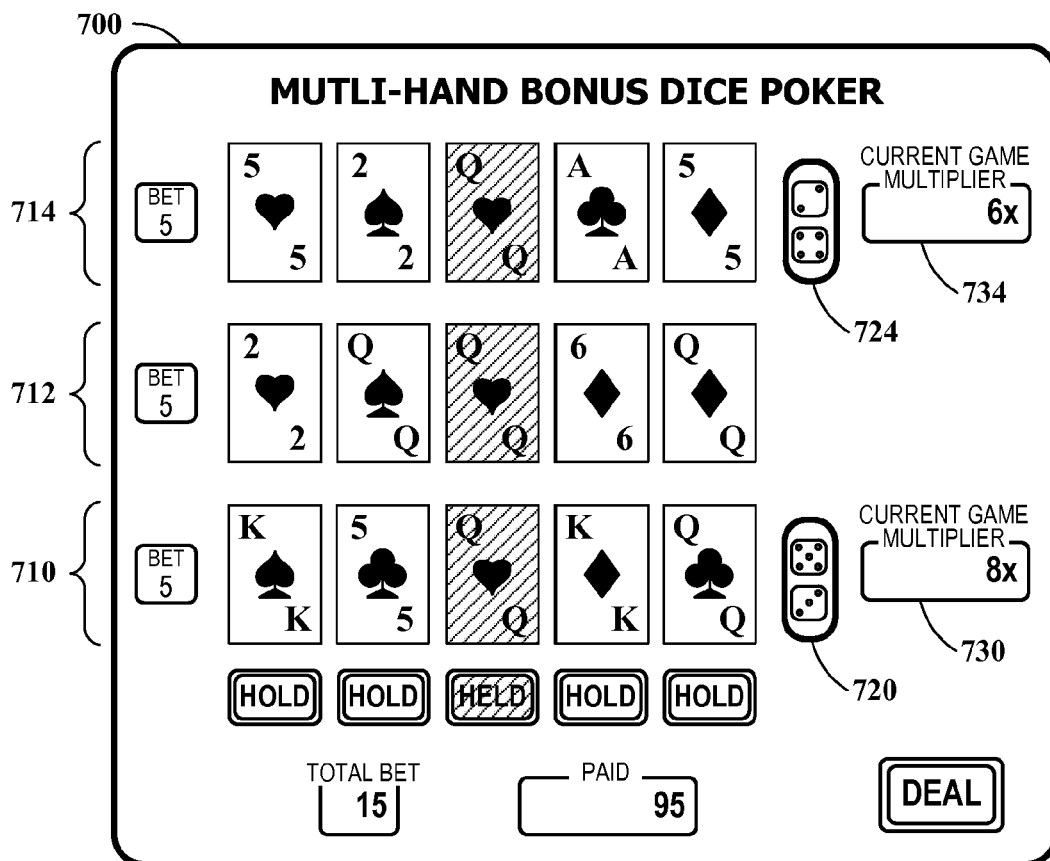 700
MUTLI-HAND BONUS DICE POKER
714
BET
5
5 5
2 2
Q Q
A A
5 5
CURRENT GAME
MULTIPLIER
6x
734
724
712
BET
5
2 2
Q Q
Q Q
6 6
Q Q
710
BET
5
K K
5 5
Q Q
K K
Q Q
CURRENT GAME
MULTIPLIER
8x
730
720
HOLD HOLD HELD HOLD HOLD
TOTAL BET
15
PAID
95
DEAL